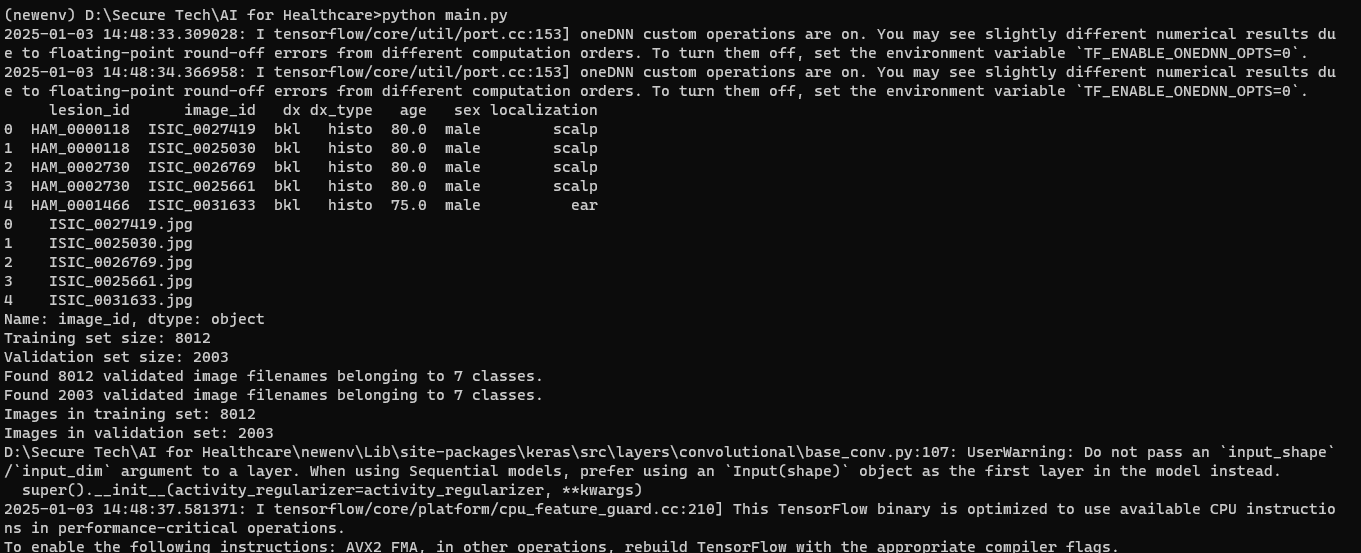 (newenv) D:\Secure Tech\AI for Healthcare>python main.py
2025-01-03 14:48:33.309028: I tensorflow/core/util/port.cc:153] oneDNN custom operations are on. You may see slightly different numerical results du
e to floating-point round-off errors from different computation orders. To turn them off, set the environment variable `TF_ENABLE_ONEDNN_OPTS=0`.
2025-01-03 14:48:34.366958: I tensorflow/core/util/port.cc:153] oneDNN custom operations are on. You may see slightly different numerical results du
e to floating-point round-off errors from different computation orders. To turn them off, set the environment variable `TF_ENABLE_ONEDNN_OPTS=0`.
     lesion_id      image_id   dx dx_type   age   sex localization
0  HAM_0000118  ISIC_0027419  bkl   histo  80.0  male        scalp
1  HAM_0000118  ISIC_0025030  bkl   histo  80.0  male        scalp
2  HAM_0002730  ISIC_0026769  bkl   histo  80.0  male        scalp
3  HAM_0002730  ISIC_0025661  bkl   histo  80.0  male        scalp
4  HAM_0001466  ISIC_0031633  bkl   histo  75.0  male          ear
0    ISIC_0027419.jpg
1    ISIC_0025030.jpg
2    ISIC_0026769.jpg
3    ISIC_0025661.jpg
4    ISIC_0031633.jpg
Name: image_id, dtype: object
Training set size: 8012
Validation set size: 2003
Found 8012 validated image filenames belonging to 7 classes.
Found 2003 validated image filenames belonging to 7 classes.
Images in training set: 8012
Images in validation set: 2003
D:\Secure Tech\AI for Healthcare\newenv\Lib\site-packages\keras\src\layers\convolutional\base_conv.py:107: UserWarning: Do not pass an `input_shape`
/`input_dim` argument to a layer. When using Sequential models, prefer using an `Input(shape)` object as the first layer in the model instead.
  super().__init__(activity_regularizer=activity_regularizer, **kwargs)
2025-01-03 14:48:37.581371: I tensorflow/core/platform/cpu_feature_guard.cc:210] This TensorFlow binary is optimized to use available CPU instructio
ns in performance-critical operations.
To enable the following instructions: AVX2 FMA, in other operations, rebuild TensorFlow with the appropriate compiler flags.